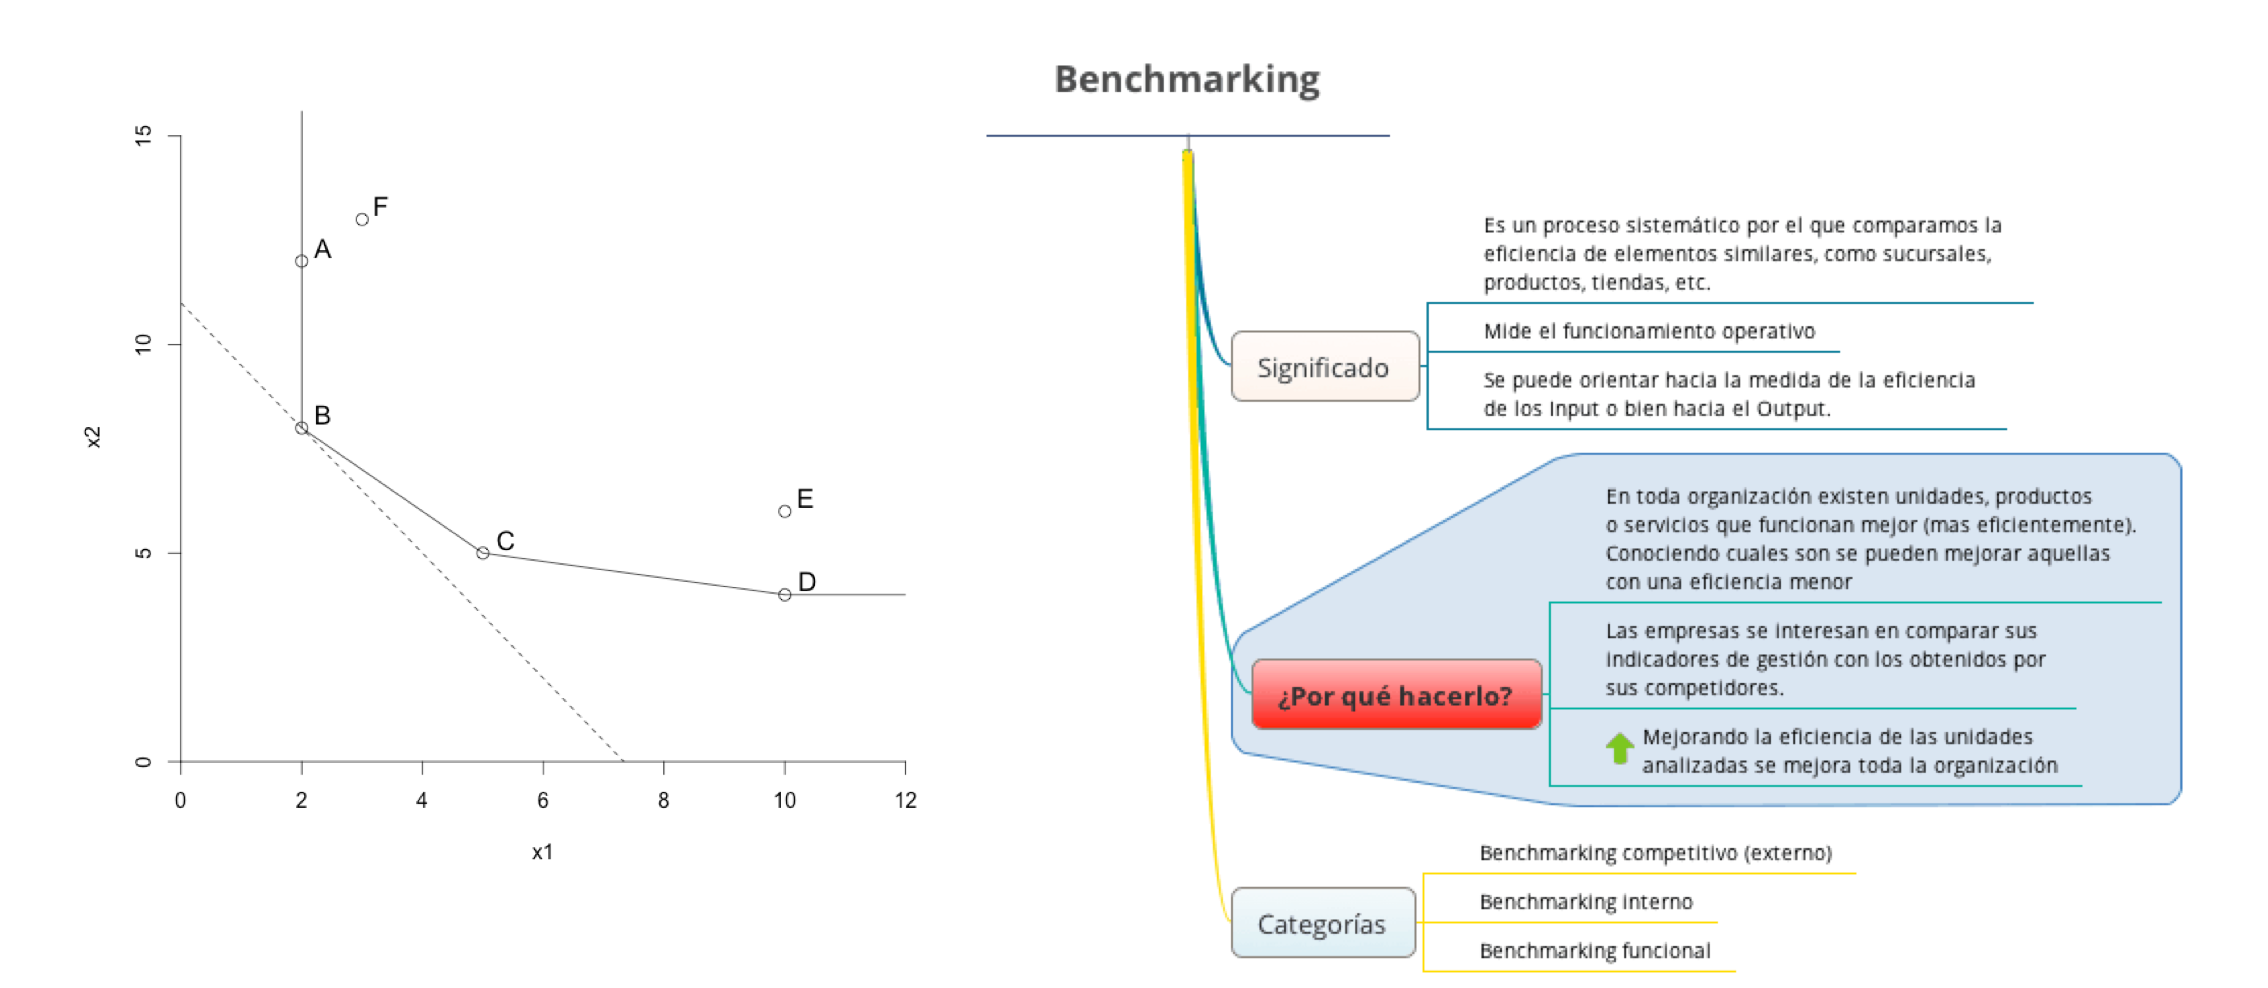 15
10
5
0
x2
F
A
B
E
C
D
0
2
4
6
8
10
12
x1
Benchmarking
Significado
Es un proceso sistemático por el que comparamos la
eficiencia de elementos similares, como sucursales,
productos, tiendas, etc.
Mide el funcionamiento operativo
Se puede orientar hacia la medida de la eficiencia
de los Input o bien hacia el Output.
¿Por qué hacerlo?
En toda organización existen unidades, productos
o servicios que funcionan mejor (mas eficientemente).
Conociendo cuales son se pueden mejorar aquellas
con una eficiencia menor
Las empresas se interesan en comparar sus
indicadores de gestión con los obtenidos por
sus competidores.
Mejorando la eficiencia de las unidades
analizadas se mejora toda la organización
Categorías
Benchmarking competitivo (externo)
Benchmarking interno
Benchmarking funcional